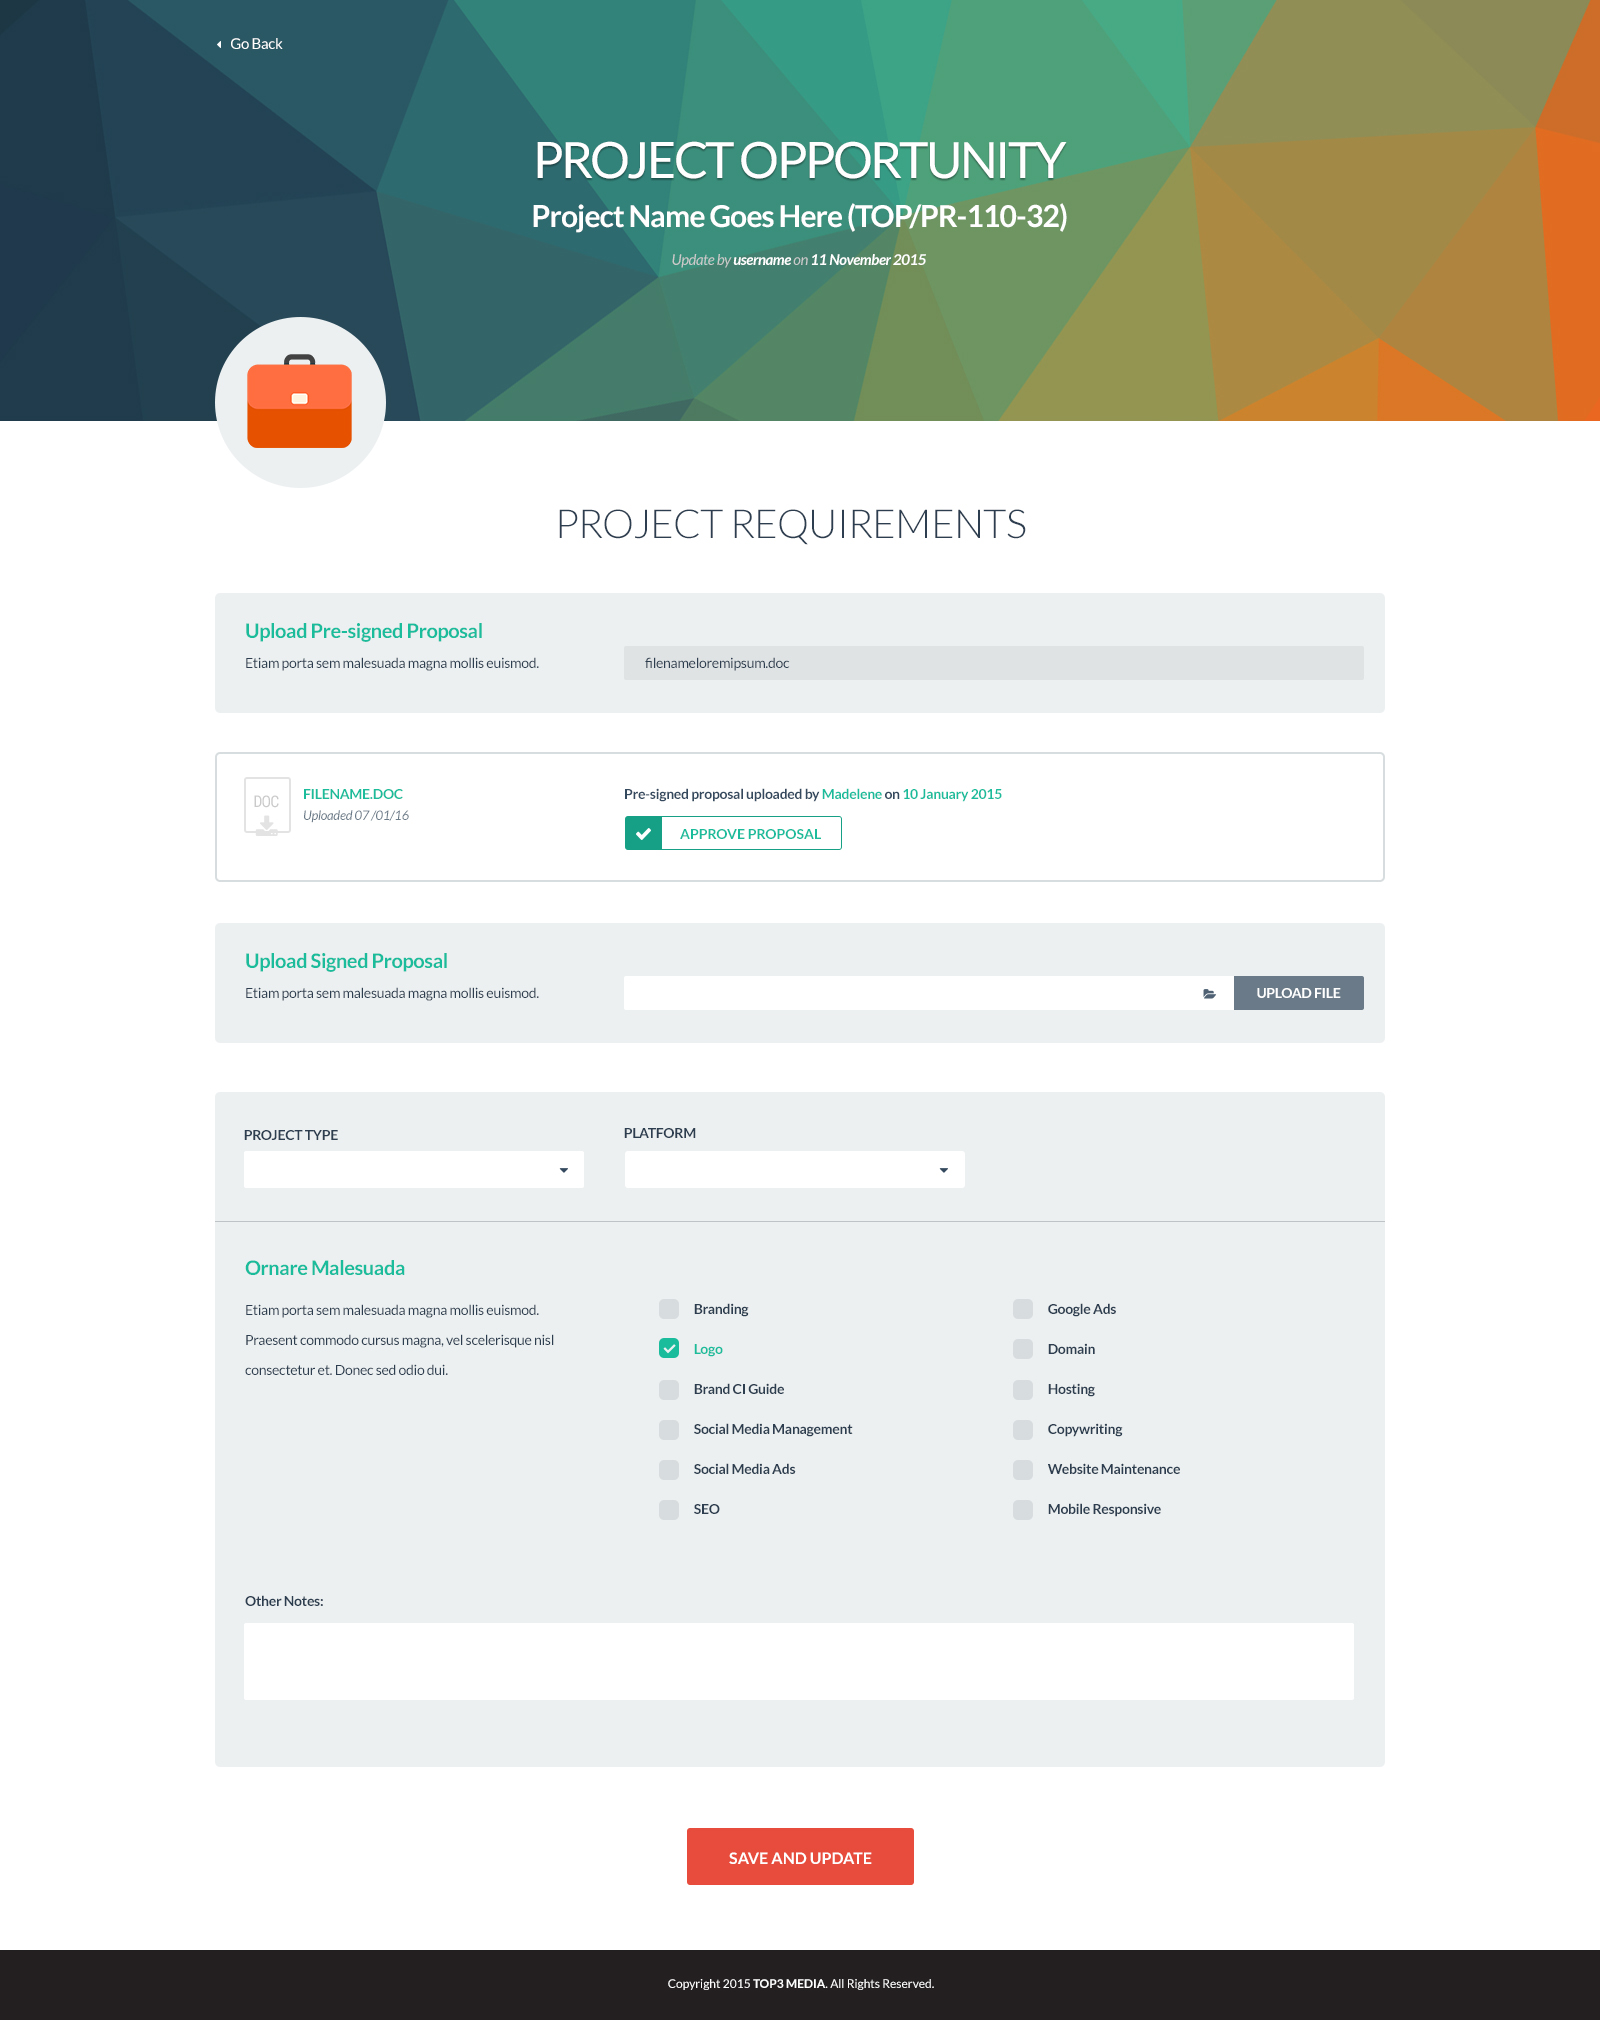 Go Back
PROJECT OPPORTUNITY
Project Name Goes Here (TOP/PR-110-32)
Update by username on 11 November 2015
PROJECT REQUIREMENTS
Upload Pre-signed Proposal
Etiam porta sem malesuada magna mollis euismod.
filenameloremipsum.doc
DOC
FILENAME.DOC
Uploaded 07 /01/16
Pre-signed proposal uploaded by Madelene on 10 January 2015
APPROVE PROPOSAL
Upload Signed Proposal
Etiam porta sem malesuada magna mollis euismod.
UPLOAD FILE
PROJECT TYPE
PLATFORM
Ornare Malesuada
Etiam porta sem malesuada magna mollis euismod.
Praesent commodo cursus magna, vel scelerisque nisl
consectetur et. Donec sed odio dui.
Branding
Logo
Brand CI Guide
Social Media Management
Social Media Ads
SEO
Google Ads
Domain
Hosting
Copywriting
Website Maintenance
Mobile Responsive
Other Notes:
SAVE AND UPDATE
Copyright 2015 TOP3 MEDIA. All Rights Reserved.